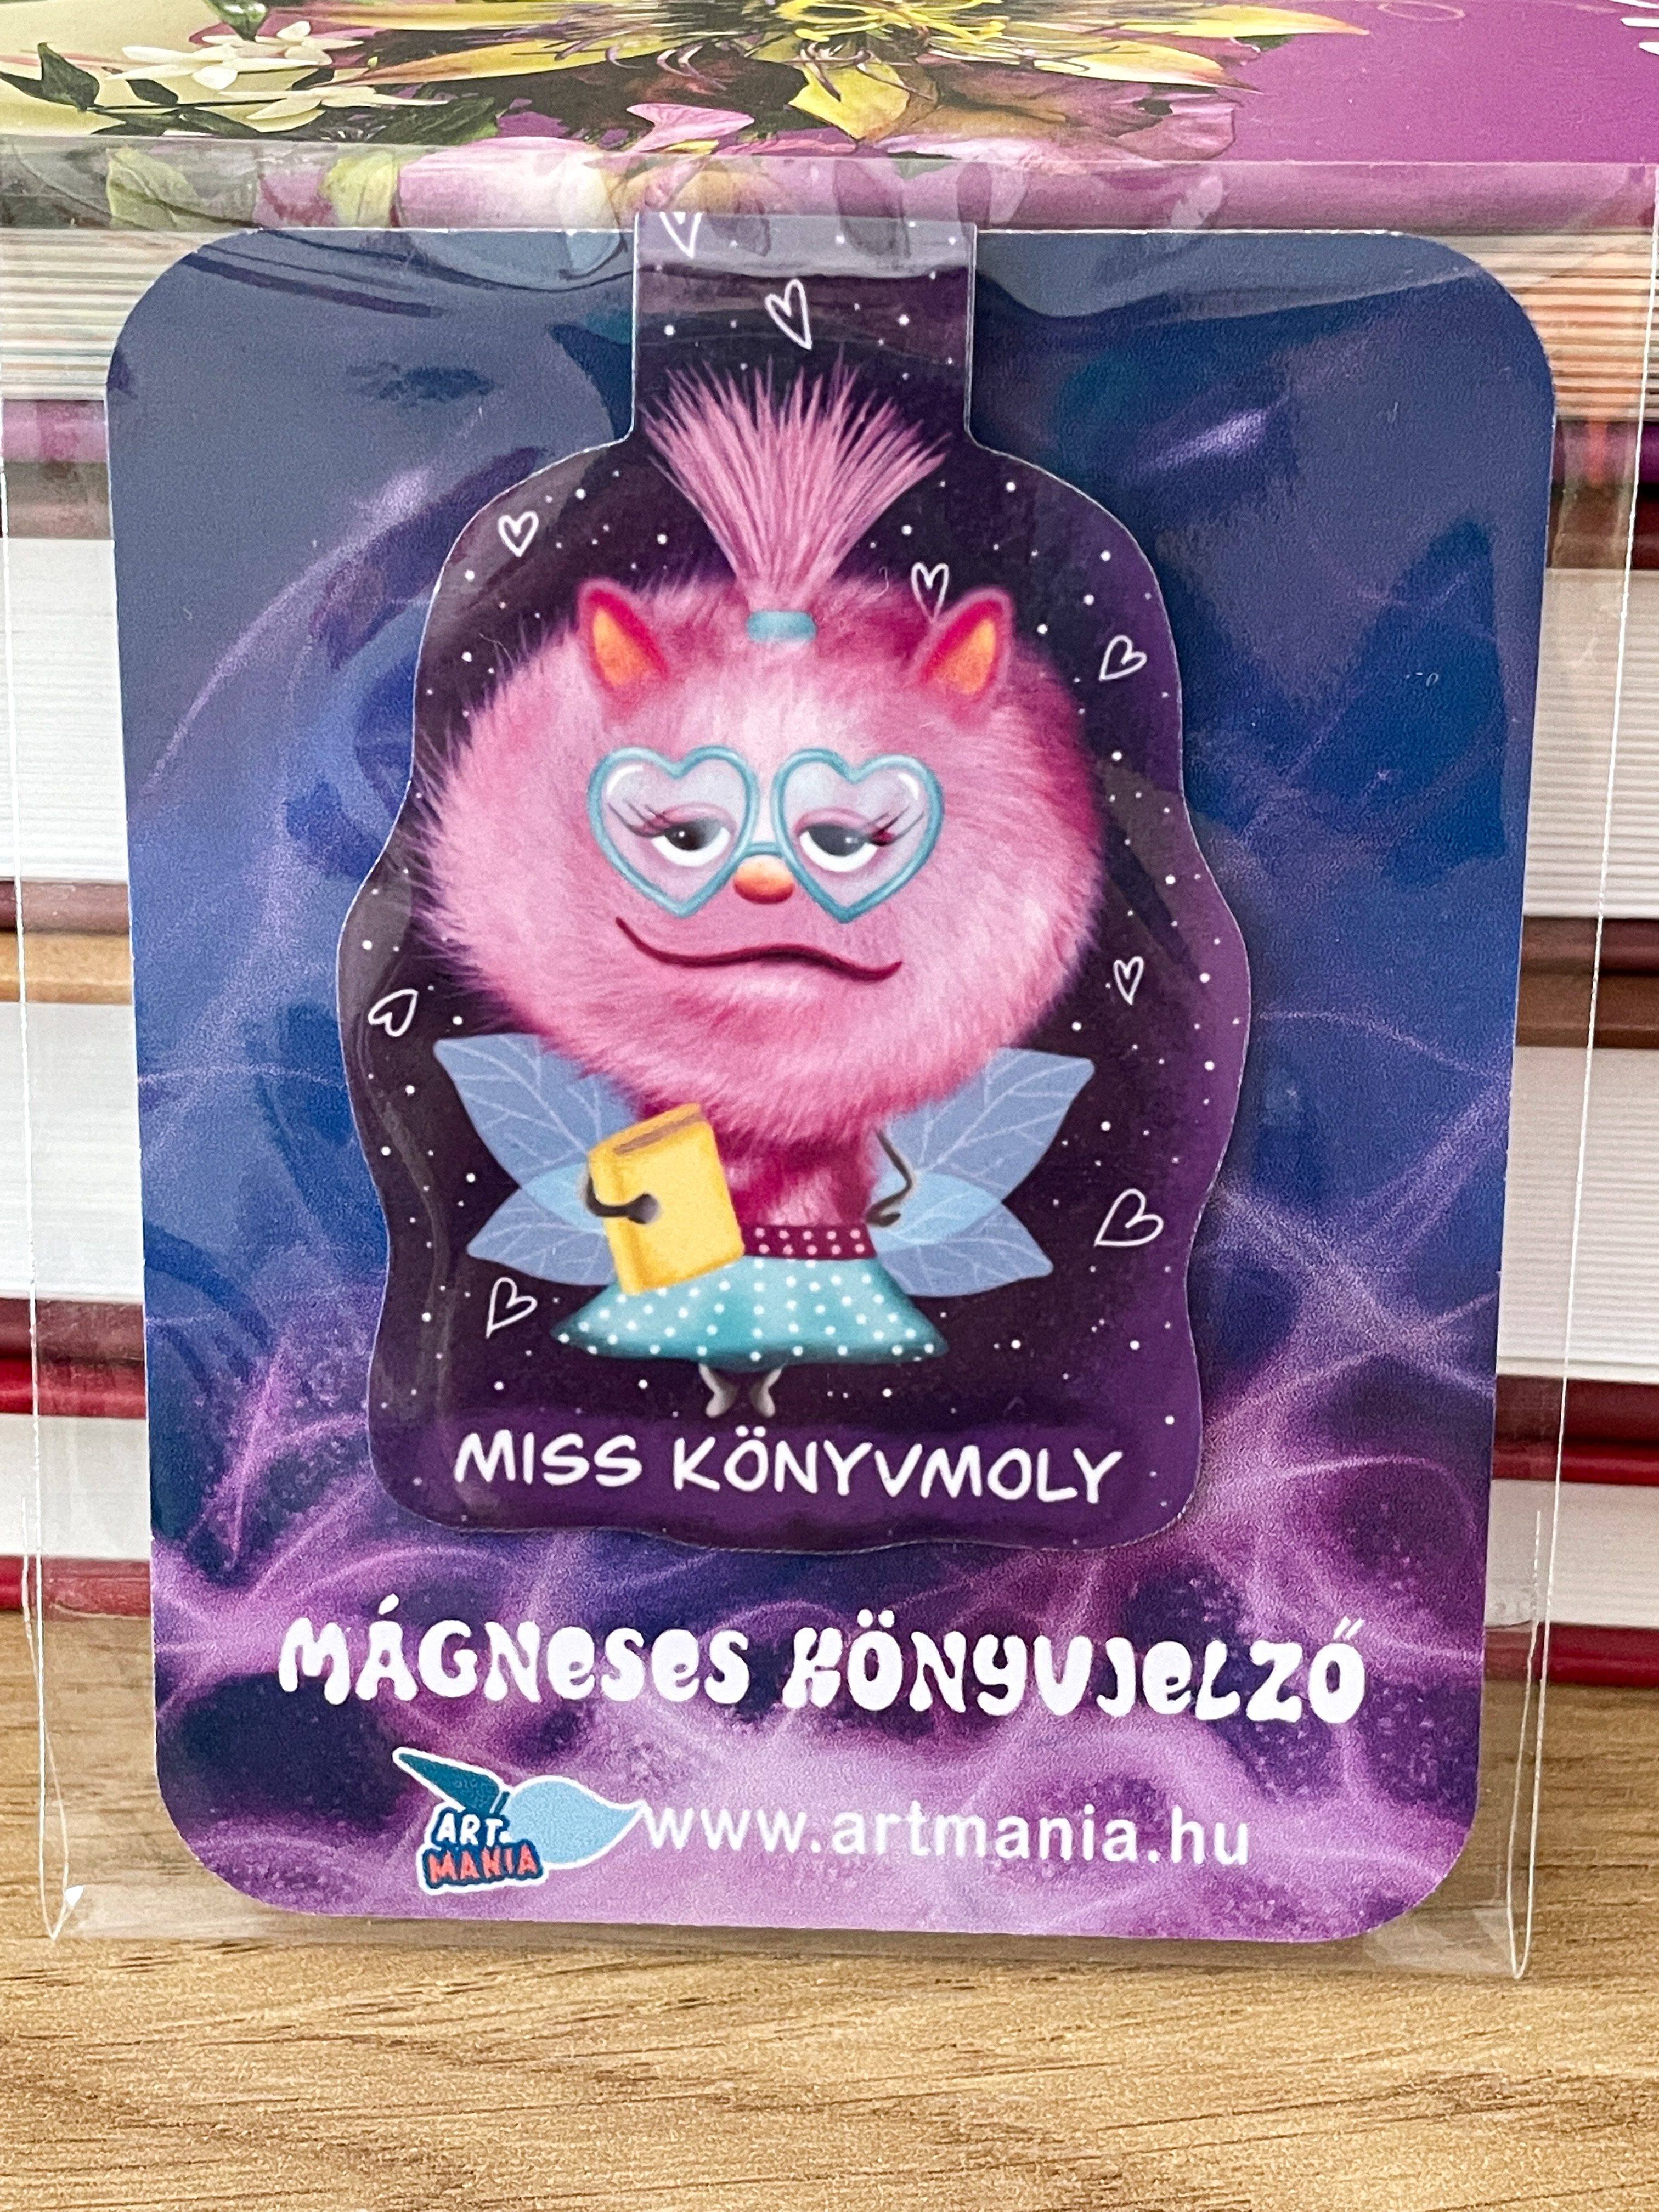 MISS KÖNYVMOLY
MÁGNESES KÖNYVJELZŐ
ART
MANIA
www.artmania.hu